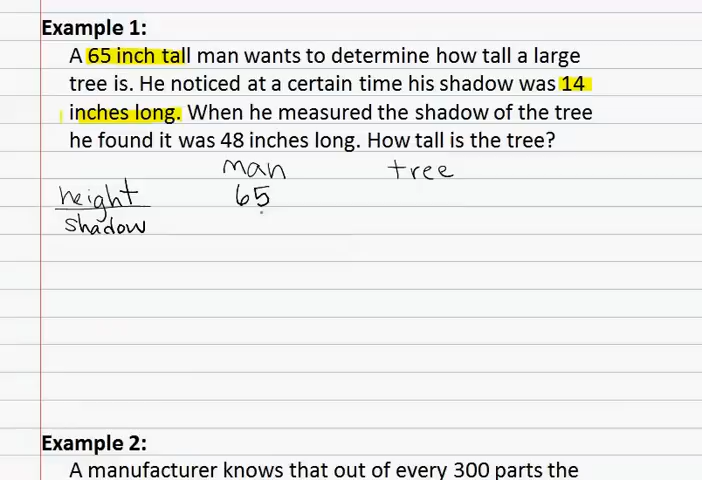 Example 1:
A 65 inch tall man wants to determine how tall a large
tree is. He noticed at a certain time his shadow was 14
inches long. When he measured the shadow of the tree
he found it was 48 inches long. How tall is the tree?
man tree
height 65
shadow
Example 2:
A manufacturer knows that out of every 300 parts the